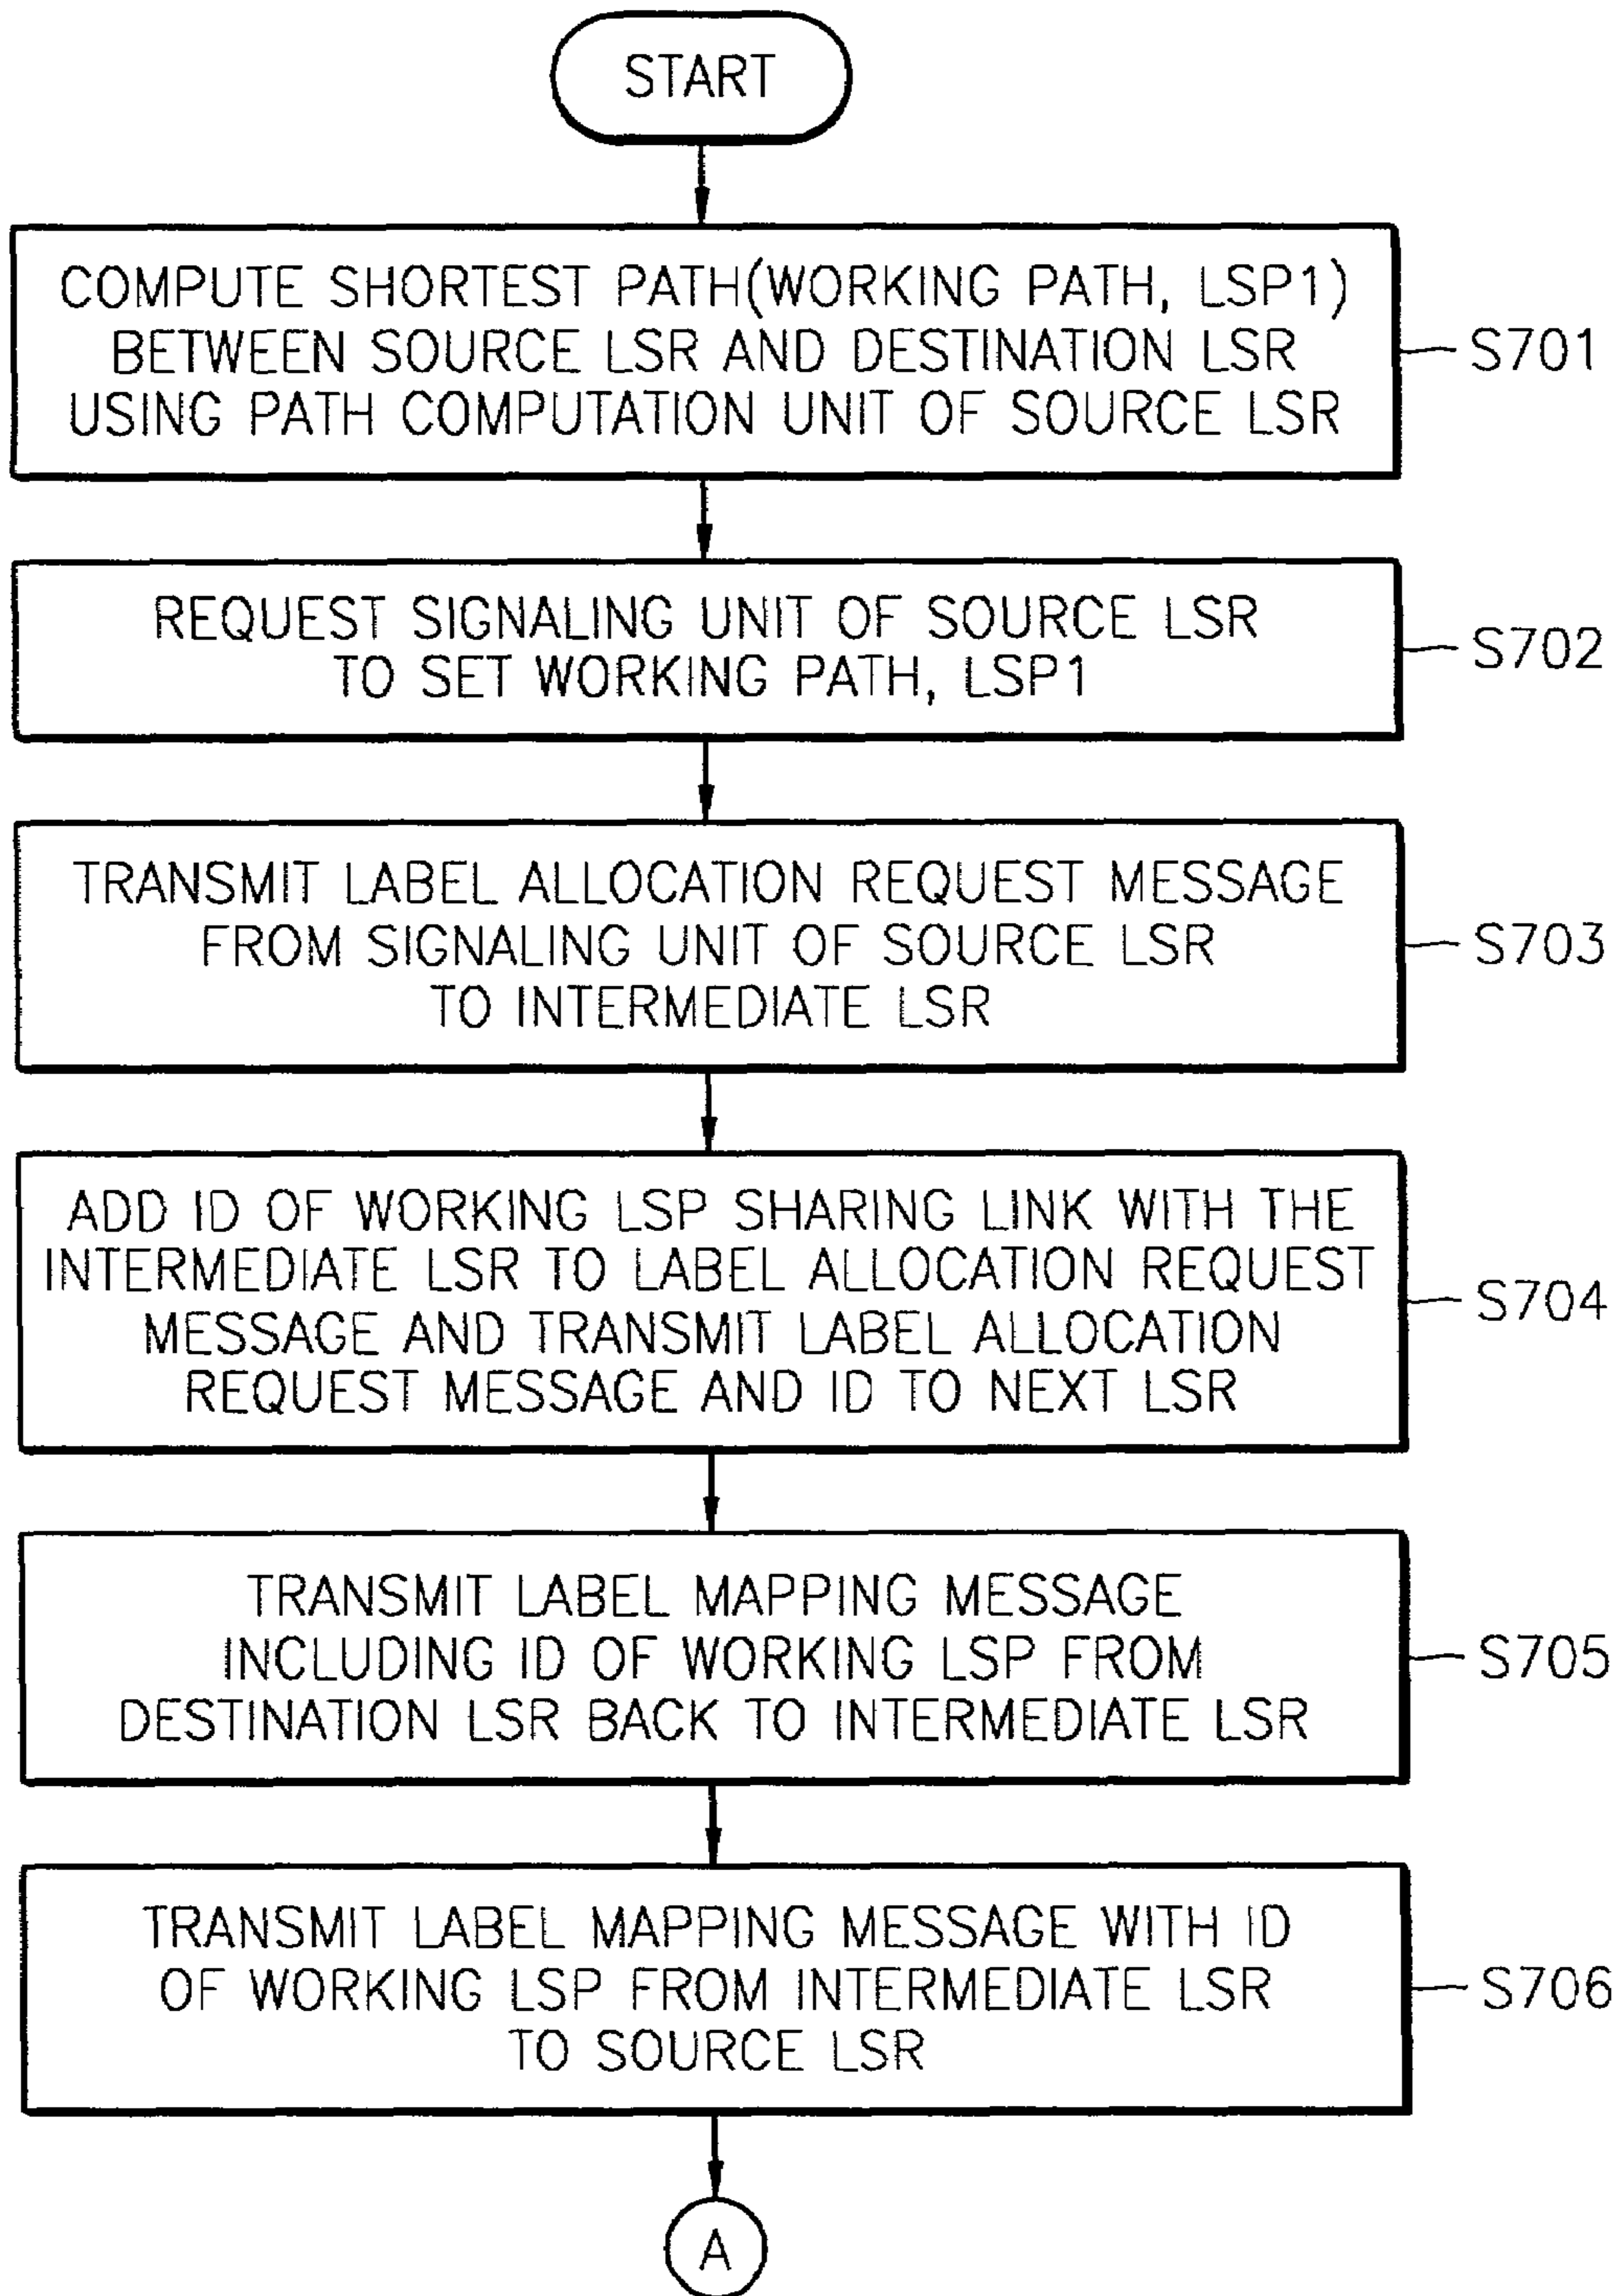 START
COMPUTE SHORTEST PATH(WORKING PATH, LSP1)
BETWEEN SOURCE LSR AND DESTINATION LSR
USING PATH COMPUTATION UNIT OF SOURCE LSR
S701
REQUEST SIGNALING UNIT OF SOURCE LSR
TO SET WORKING PATH, LSP1
S702
TRANSMIT LABEL ALLOCATION REQUEST MESSAGE
FROM SIGNALING UNIT OF SOURCE LSR
TO INTERMEDIATE LSR
S703
ADD ID OF WORKING LSP SHARING LINK WITH THE
INTERMEDIATE LSR TO LABEL ALLOCATION REQUEST
MESSAGE AND TRANSMIT LABEL ALLOCATION
REQUEST MESSAGE AND ID TO NEXT LSR
S704
TRANSMIT LABEL MAPPING MESSAGE
INCLUDING ID OF WORKING LSP FROM
DESTINATION LSR BACK TO INTERMEDIATE LSR
S705
TRANSMIT LABEL MAPPING MESSAGE WITH ID
OF WORKING LSP FROM INTERMEDIATE LSR
TO SOURCE LSR
S706
A